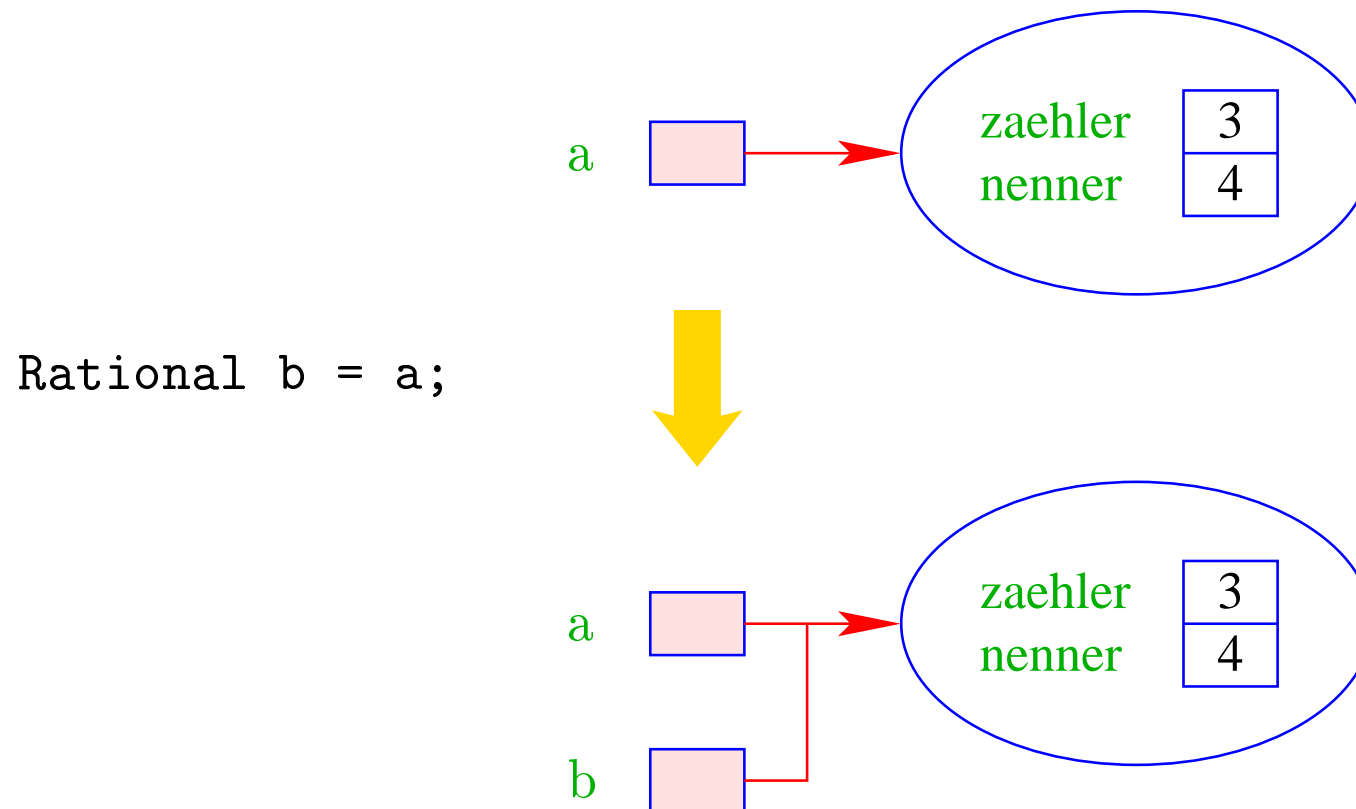 zaehler 3
a
nenner 4
Rational b = a;
zaehler 3
a
nenner 4
b